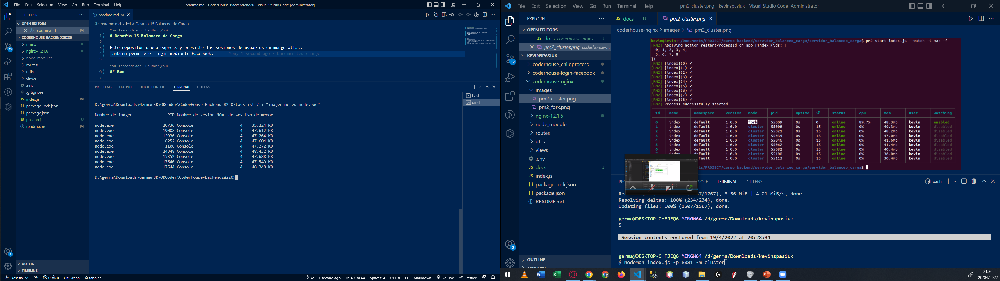 File Edit Selection View Go Run Terminal Help
readme.md - CoderHouse-Backend28220 - Visual Studio Code [Administrator]
EXPLORER
OPEN EDITORS
readme.md M
CODERHOUSE-BACKEND28220
nginx
nginx-1.21.6
node_modules
routes
utils
views
.env
.gitignore
JS index.js M
{} package-lock.json
{} package.json
JS prueba.js U
readme.md M
OUTLINE
TIMELINE
33
1
readme.md M
readme.md > # Desafio 15 Balanceo de Carga
You, 9 seconds ago | 1 author (You)
1 # Desafio 15 Balanceo de Carga
2
3 Este repositorio usa express y persiste las sesiones de usuarios en mongo atlas.
4 También permite el login mediante Facebook. You, 1 second ago • Uncommitted changes
5
You, 9 seconds ago | 1 author (You)
6 ## Run
7
PROBLEMS OUTPUT DEBUG CONSOLE TERMINAL GITLENS
bash
cmd
D:\germa\Downloads\GermanBK\OKCoder\CoderHouse-Backend28220>tasklist /fi "imagename eq node.exe"
Nombre de imagen PID Nombre de sesión Núm. de ses Uso de memor
========================= ======== ================ =========== ============
node.exe 20736 Console 4 35.224 KB
node.exe 19008 Console 4 47.612 KB
node.exe 12936 Console 4 47.264 KB
node.exe 6252 Console 4 47.604 KB
node.exe 1108 Console 4 47.272 KB
node.exe 24348 Console 4 48.432 KB
node.exe 15352 Console 4 47.688 KB
node.exe 17640 Console 4 47.540 KB
node.exe 17544 Console 4 48.348 KB
D:\germa\Downloads\GermanBK\OKCoder\CoderHouse-Backend28220>
Desafio15* 0 0 Git Graph tabnine
You, 1 second ago Ln 4, Col 44 Spaces: 4 UTF-8 LF Markdown Go Live Prettier
File Edit Selection View Go Run Terminal Help
pm2_cluster.png - kevinspasiuk - Visual Studio Code [Administrator]
EXPLORER
OPEN EDITORS
JS docs coderhouse-nginx U
pm2_cluster.png coderhouse-...
KEVINSPASIUK
coderhouse_childprocess
coderhouse-login-facebook
coderhouse-nginx
images
pm2_cluster.png
pm2_fork.png
nginx-1.21.6
node_modules
routes
utils
views
.env
JS docs U
JS index.js
{} package-lock.json
{} package.json
README.md
OUTLINE
TIMELINE
32
2
JS docs U pm2_cluster.png
coderhouse-nginx > images > pm2_cluster.png
kevin@kevin:~/Documents/PROJECT/curso backend/servidor_balanceo_carga/servidor_balanceo_carga$ pm2 start index.js --watch -i max -f
[PM2] Applying action restartProcessId on app [index](ids: [
0, 1, 2, 3, 4,
5, 6, 7, 8
])
[PM2] [index](0) ✓
[PM2] [index](1) ✓
[PM2] [index](2) ✓
[PM2] [index](3) ✓
[PM2] [index](4) ✓
[PM2] [index](5) ✓
[PM2] [index](6) ✓
[PM2] [index](7) ✓
[PM2] [index](8) ✓
[PM2] Process successfully started
id name namespace version mode pid uptime ↺ status cpu mem user watching
0 index default 1.0.0 fork 55009 0s 0 online 89.7% 48.3mb kevin enabled
1 index default 1.0.0 cluster 55008 0s 15 online 0% 49.3mb kevin disabled
2 index default 1.0.0 cluster 55021 0s 15 online 0% 48.2mb kevin disabled
3 index default 1.0.0 cluster 55034 0s 15 online 0% 47.0mb kevin disabled
4 index default 1.0.0 cluster 55046 0s 15 online 0% 41.6mb kevin disabled
5 index default 1.0.0 cluster 55062 0s 15 online 0% 41.4mb kevin disabled
6 index default 1.0.0 cluster 55082 0s 15 online 0% 40.4mb kevin disabled
default 1.0.0 cluster 55100 0s 15 online 0% 36.0mb kevin disabled
default 1.0.0 cluster 55113 0s 15 online 0% 30.4mb kevin disabled
ts/PROJECT/curso backend/servidor_balanceo_carga/servidor_balanceo_carga$
TERMINAL GITLENS
bash
/1767), 3.56 MiB | 4.21 MiB/s, done.
Resolving deltas: 100% (234/234), done.
Updating files: 100% (1507/1507), done.
germa@DESKTOP-OHFJEQ6 MINGW64 /d/germa/Downloads/kevinspasiuk
$
Session contents restored from 19/4/2022 at 20:28:34
germa@DESKTOP-OHFJEQ6 MINGW64 /d/germa/Downloads/kevinspasiuk
$ nodemon index.js -p 8081 -m cluster
21:36
20/04/2022